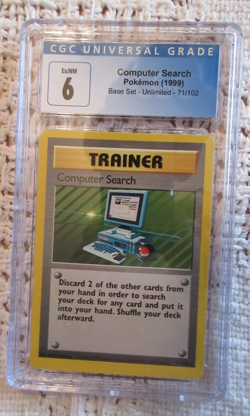 CGC UNIVERSAL GRADE
Ex/NM
6
Computer Search
Pokémon (1999)
Base Set - Unlimited - 71/102
TRAINER
Computer Search
Discard 2 of the other cards from
your hand in order to search
your deck for any card and put it
into your hand. Shuffle your deck
afterward.